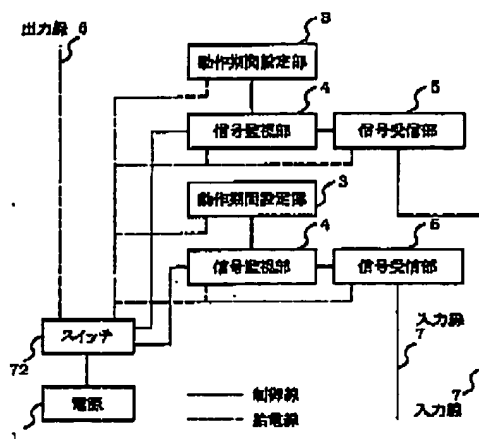 出力線 6
3
動作期間設定部
4
5
信号監視部
信号受信部
3
動作期間設定部
4
5
信号監視部
信号受信部
スイッチ
入力線
7
72
電源
制御線
7
1
給電線
入力線